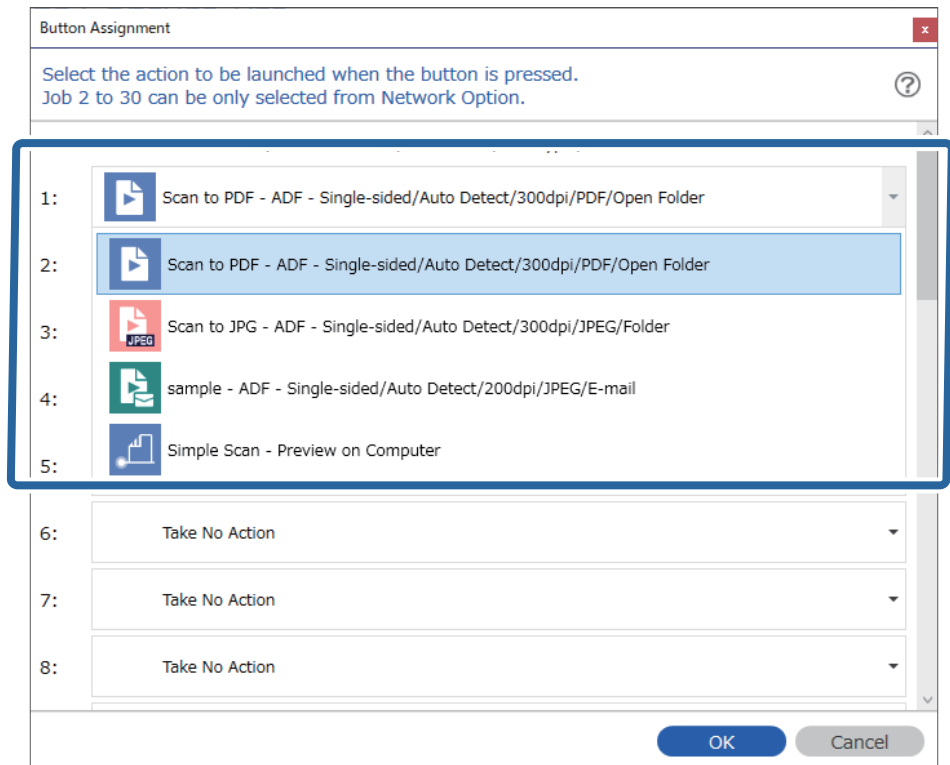 Button Assignment
x
Select the action to be launched when the button is pressed.
Job 2 to 30 can be only selected from Network Option.
?
1:
Scan to PDF - ADF - Single-sided/Auto Detect/300dpi/PDF/Open Folder
2:
Scan to PDF - ADF - Single-sided/Auto Detect/300dpi/PDF/Open Folder
3:
JPEG
Scan to JPG - ADF - Single-sided/Auto Detect/300dpi/JPEG/Folder
4:
sample - ADF - Single-sided/Auto Detect/200dpi/JPEG/E-mail
5:
Simple Scan - Preview on Computer
6:
Take No Action
7:
Take No Action
8:
Take No Action
OK
Cancel